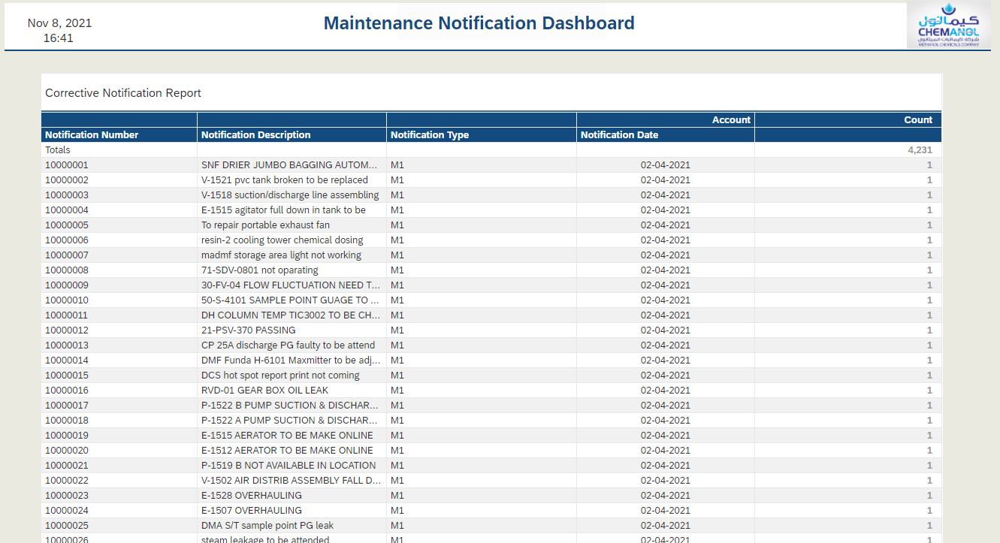 Nov 8, 2021
16:41
Maintenance Notification Dashboard
كيمانول
CHEMANOL
شركة كيمائيات الميثانول
METHANOL CHEMICALS COMPANY
Corrective Notification Report
Account Count
Notification Number Notification Description Notification Type Notification Date
Totals 4,231
10000001 SNF DRIER JUMBO BAGGING AUTOM... M1 02-04-2021 1
10000002 V-1521 pvc tank broken to be replaced M1 02-04-2021 1
10000003 V-1518 suction/discharge line assembling M1 02-04-2021 1
10000004 E-1515 agitator full down in tank to be M1 02-04-2021 1
10000005 To repair portable exhaust fan M1 02-04-2021 1
10000006 resin-2 cooling tower chemical dosing M1 02-04-2021 1
10000007 madmf storage area light not working M1 02-04-2021 1
10000008 71-SDV-0801 not oparating M1 02-04-2021 1
10000009 30-FV-04 FLOW FLUCTUATION NEED T... M1 02-04-2021 1
10000010 50-S-4101 SAMPLE POINT GUAGE TO ... M1 02-04-2021 1
10000011 DH COLUMN TEMP TIC3002 TO BE CH... M1 02-04-2021 1
10000012 21-PSV-370 PASSING M1 02-04-2021 1
10000013 CP 25A discharge PG faulty to be attend M1 02-04-2021 1
10000014 DMF Funda H-6101 Maxmitter to be adj... M1 02-04-2021 1
10000015 DCS hot spot report print not coming M1 02-04-2021 1
10000016 RVD-01 GEAR BOX OIL LEAK M1 02-04-2021 1
10000017 P-1522 B PUMP SUCTION & DISCHAR... M1 02-04-2021 1
10000018 P-1522 A PUMP SUCTION & DISCHAR... M1 02-04-2021 1
10000019 E-1515 AERATOR TO BE MAKE ONLINE M1 02-04-2021 1
10000020 E-1512 AERATOR TO BE MAKE ONLINE M1 02-04-2021 1
10000021 P-1519 B NOT AVAILABLE IN LOCATION M1 02-04-2021 1
10000022 V-1502 AIR DISTRIB ASSEMBLY FALL D... M1 02-04-2021 1
10000023 E-1528 OVERHAULING M1 02-04-2021 1
10000024 E-1507 OVERHAULING M1 02-04-2021 1
10000025 DMA S/T sample point PG leak M1 02-04-2021 1
10000026 steam leakage to be attended M1 02-04-2021 1